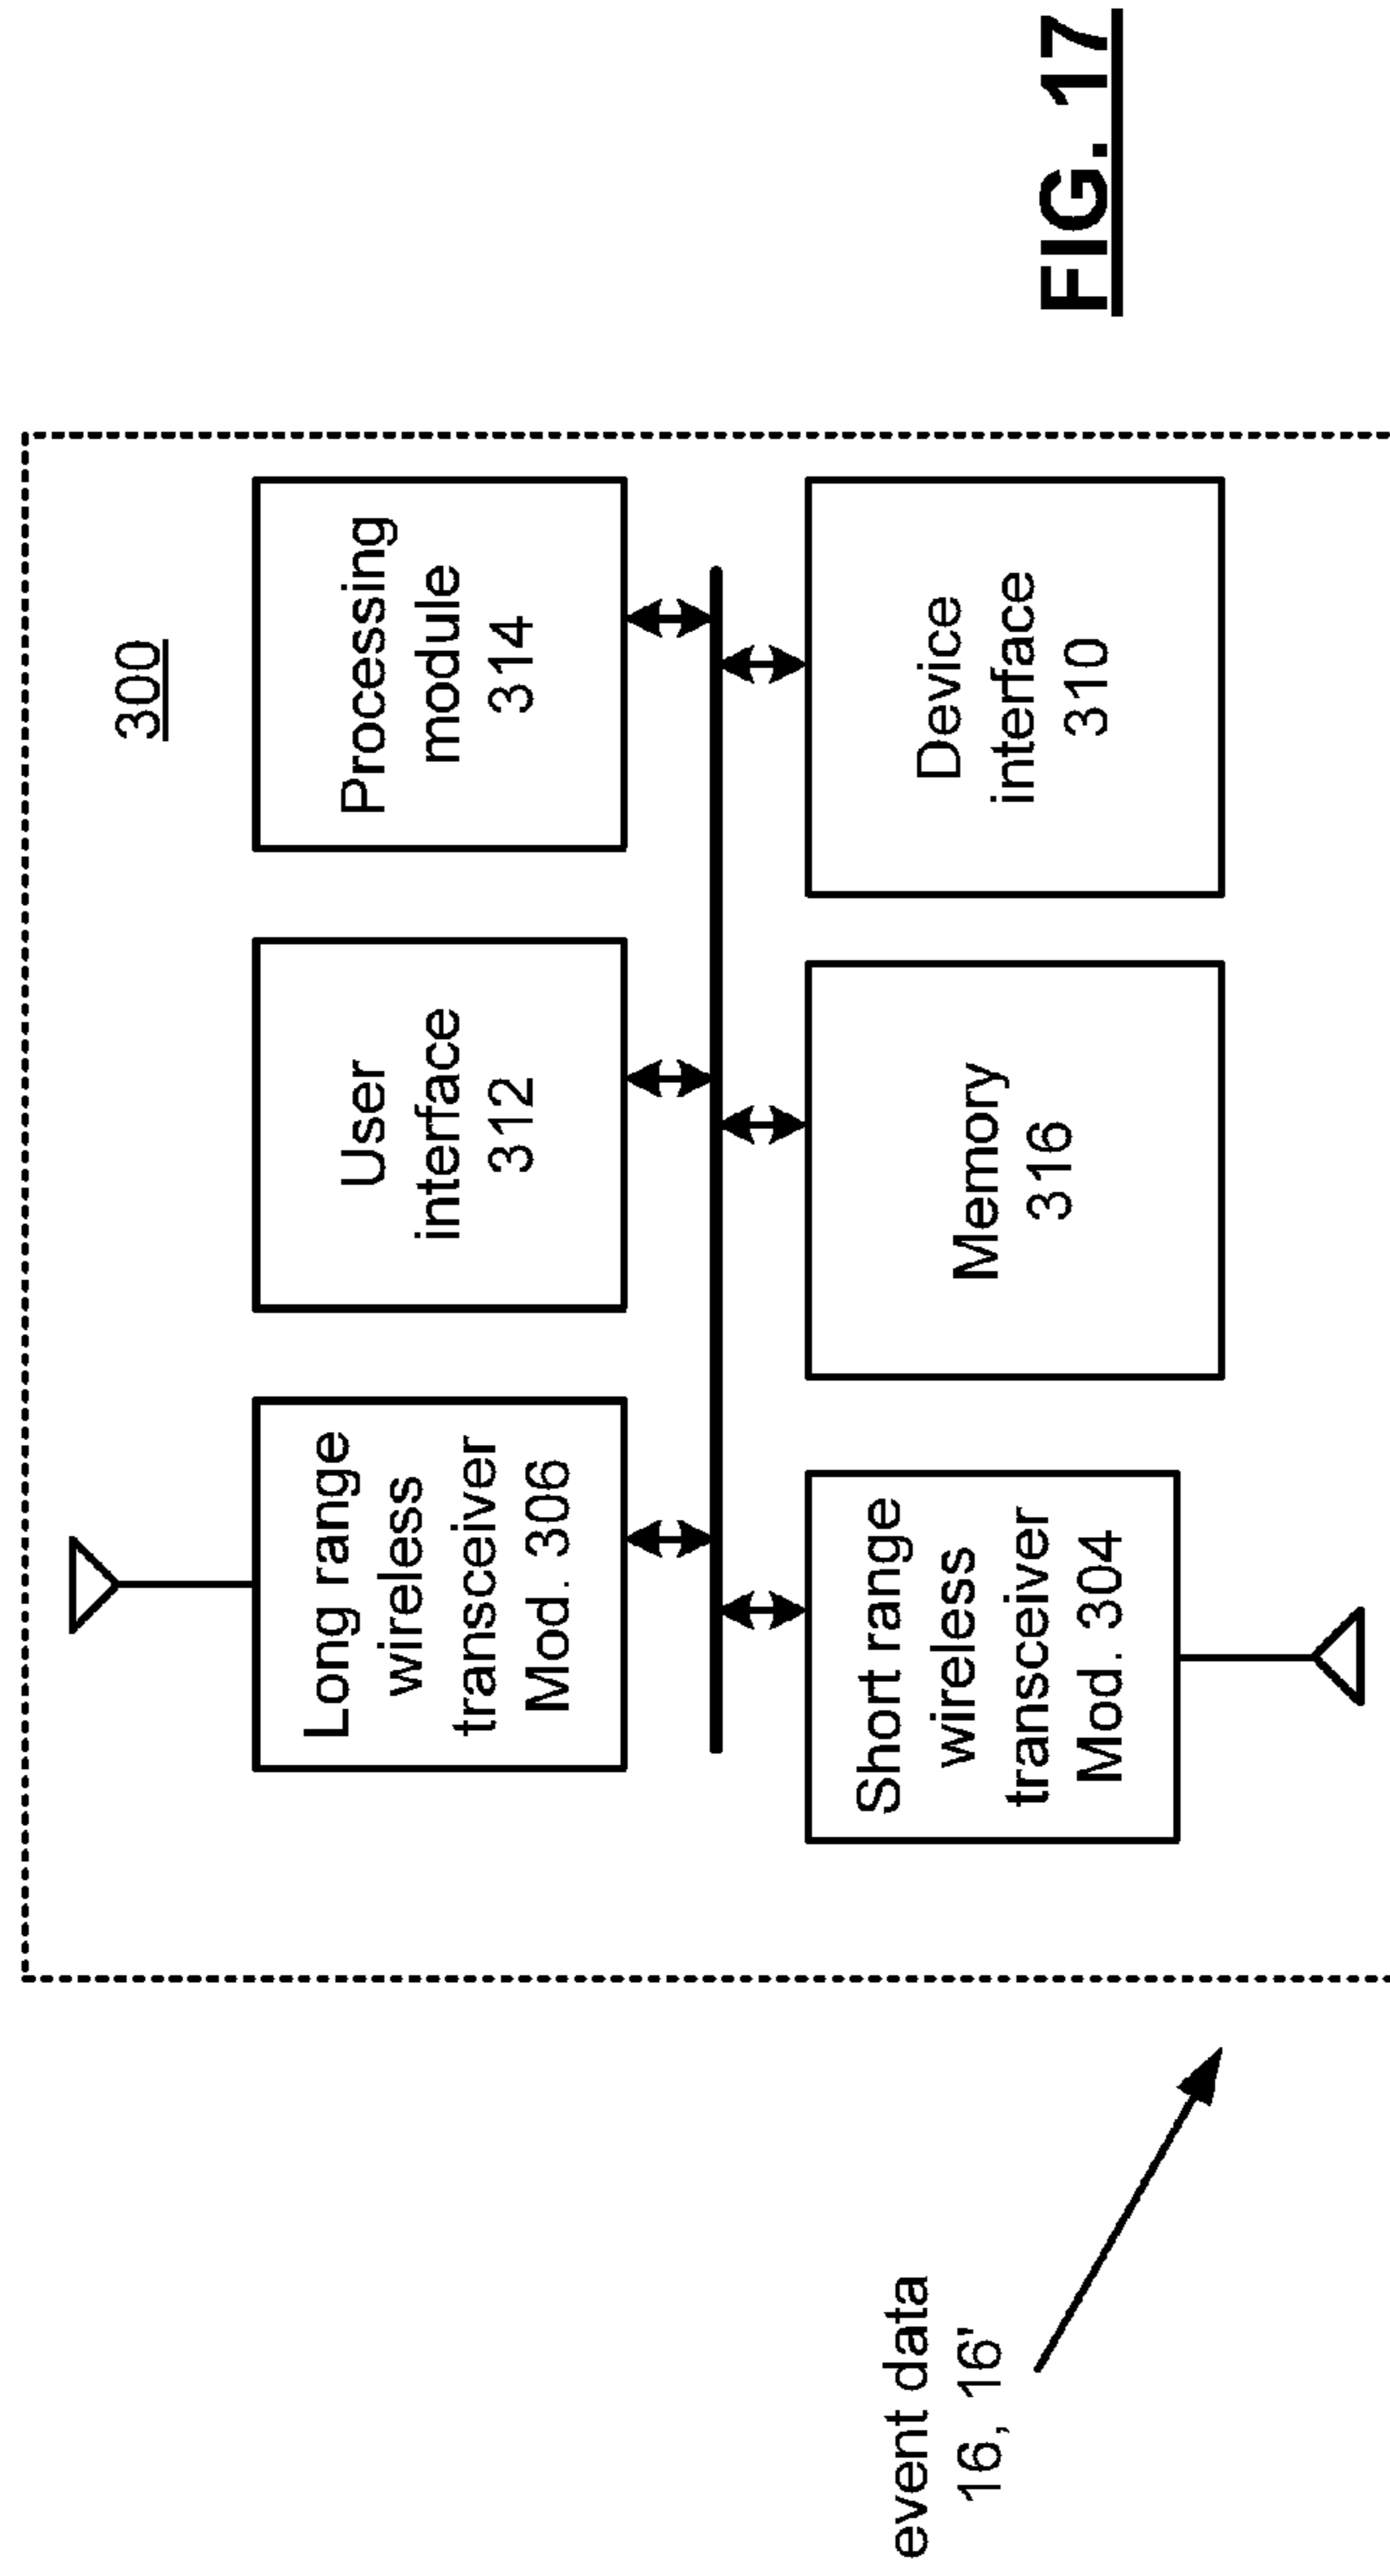 300
Long range
wireless
transceiver
Mod. 306
User
interface
312
Processing
module
314
event data
16, 16'
Short range
wireless
transceiver
Mod. 304
Memory
316
Device
interface
310
FIG. 17